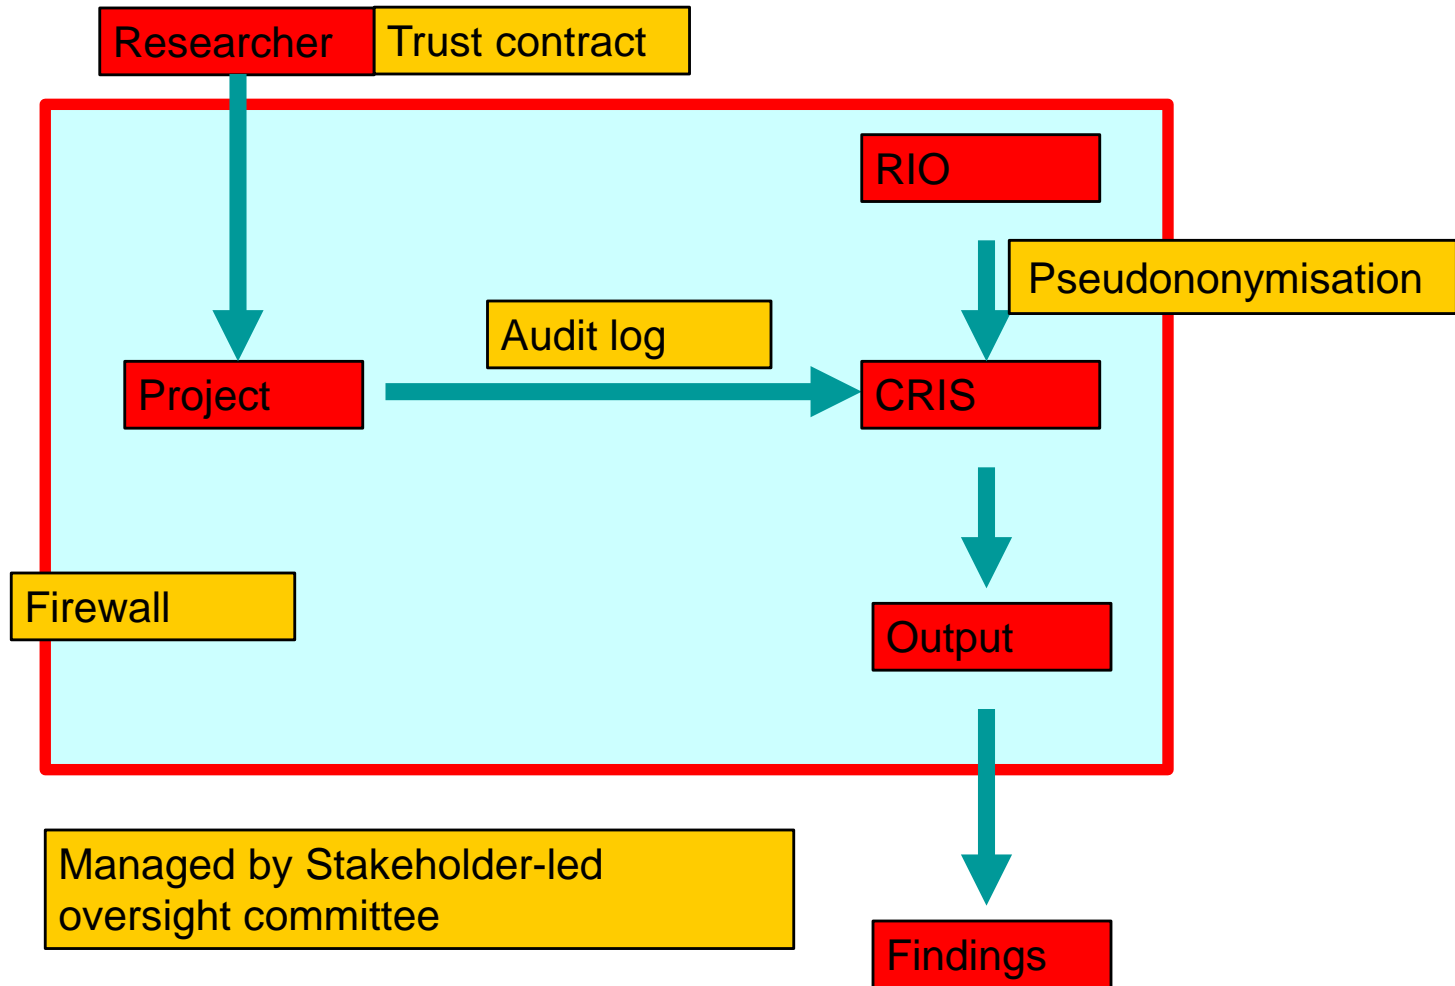 Researcher
Trust contract
RIO
Pseudononymisation
Audit log
Project
CRIS
Firewall
Output
Managed by Stakeholder-led
oversight committee
Findings